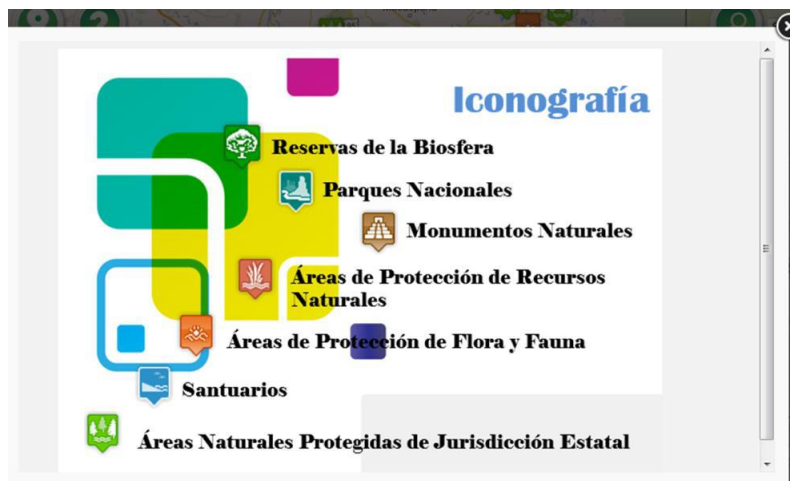 Iconografía
Reservas de la Biosfera
Parques Nacionales
Monumentos Naturales
Áreas de Protección de Recursos
Naturales
Áreas de Protección de Flora y Fauna
Santuarios
Áreas Naturales Protegidas de Jurisdicción Estatal